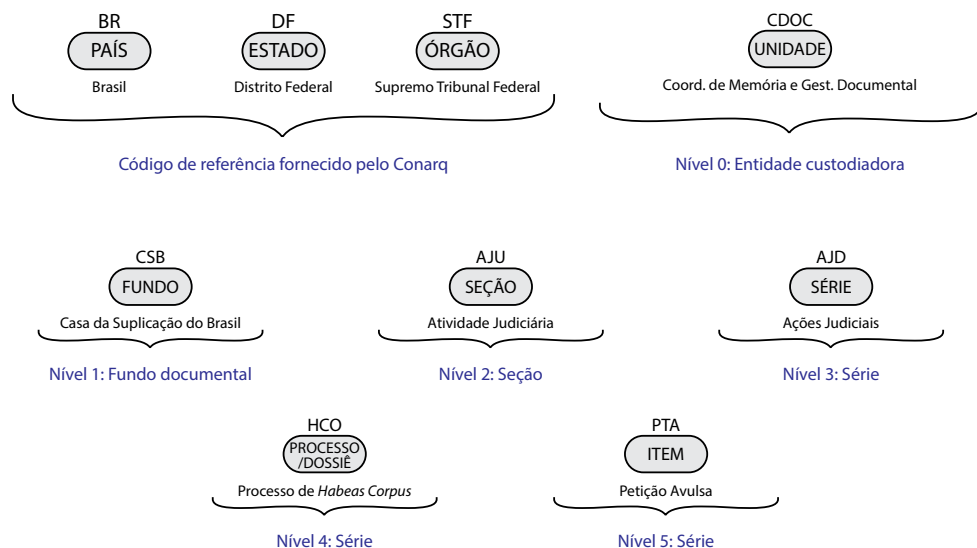 BR DF STF CDOC
PAÍS ESTADO ÓRGÃO UNIDADE
Brasil Distrito Federal Supremo Tribunal Federal Coord. de Memória e Gest. Documental
Código de referência fornecido pelo Conarq Nível 0: Entidade custodiadora
CSB AJU AJD
FUNDO SEÇÃO SÉRIE
Casa da Suplicação do Brasil Atividade Judiciária Ações Judiciais
Nível 1: Fundo documental Nível 2: Seção Nível 3: Série
HCO PTA
PROCESSO
/DOSSIÊ ITEM
Processo de Habeas Corpus Petição Avulsa
Nível 4: Série Nível 5: Série